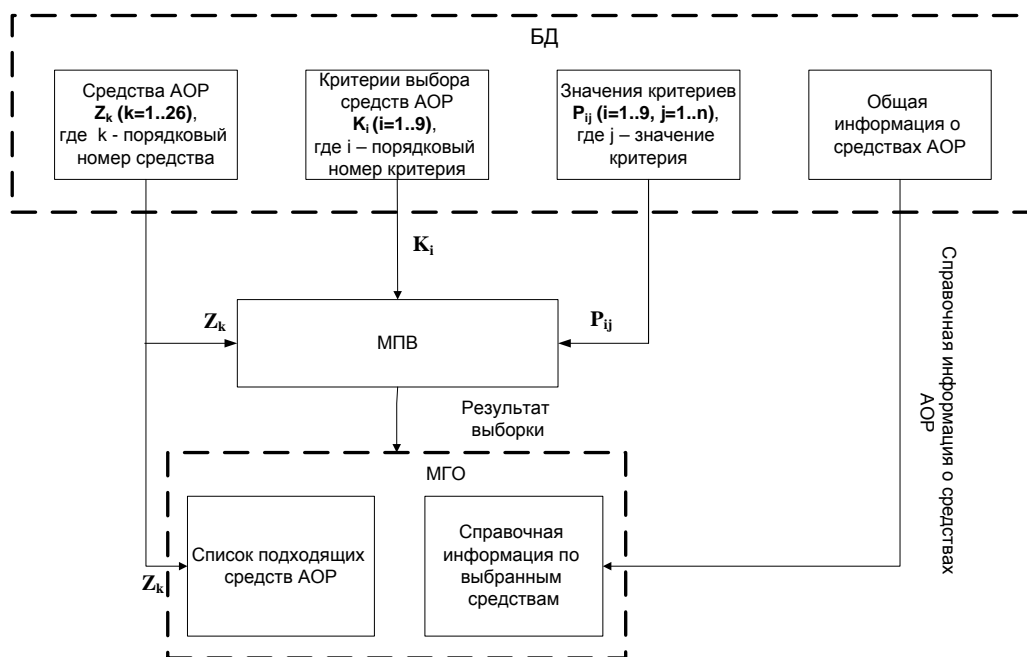 БД
Средства АОР
Zk (k=1..26),
где k - порядковый
номер средства
Критерии выбора
средств АОР
Ki (i=1..9),
где i – порядковый
номер критерия
Значения критериев
Pij (i=1..9, j=1..n),
где j – значение
критерия
Общая
информация о
средствах АОР
Ki
Zk
МПВ
Pij
Справочная информация о средствах
АОР
Результат
выборки
МГО
Список подходящих
средств АОР
Справочная
информация по
выбранным
средствам
Zk